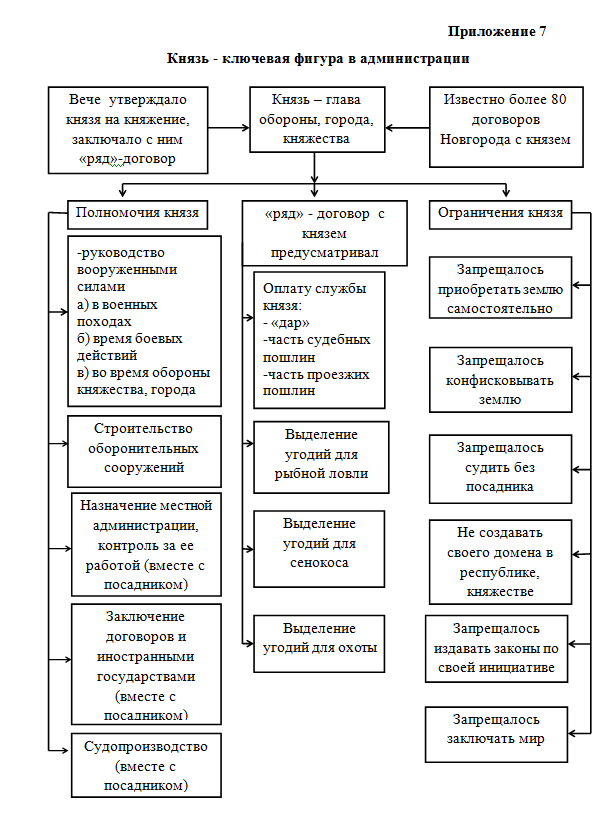 Приложение 7
Князь - ключевая фигура в администрации
Вече утверждало
князя на княжение,
заключало с ним
«ряд»-договор
Князь – глава
обороны, города,
княжества
Известно более 80
договоров
Новгорода с князем
Полномочия князя
-руководство
вооруженными
силами
а) в военных
походах
б) время боевых
действий
в) во время обороны
княжества, города
Строительство
оборонительных
сооружений
Назначение местной
администрации,
контроль за ее
работой (вместе с
посадником)
Заключение
договоров и
иностранными
государствами
(вместе с
посадником)
Судопроизводство
(вместе с
посадником)
«ряд» - договор с
князем
предусматривал
Оплату службы
князя:
- «дар»
-часть судебных
пошлин
-часть проезжих
пошлин
Выделение
угодий для
рыбной ловли
Выделение
угодий для
сенокоса
Выделение
угодий для охоты
Ограничения князя
Запрещалось
приобретать землю
самостоятельно
Запрещалось
конфисковывать
землю
Запрещалось
судить без
посадника
Не создавать
своего домена в
республике,
княжестве
Запрещалось
издавать законы по
своей инициативе
Запрещалось
заключать мир